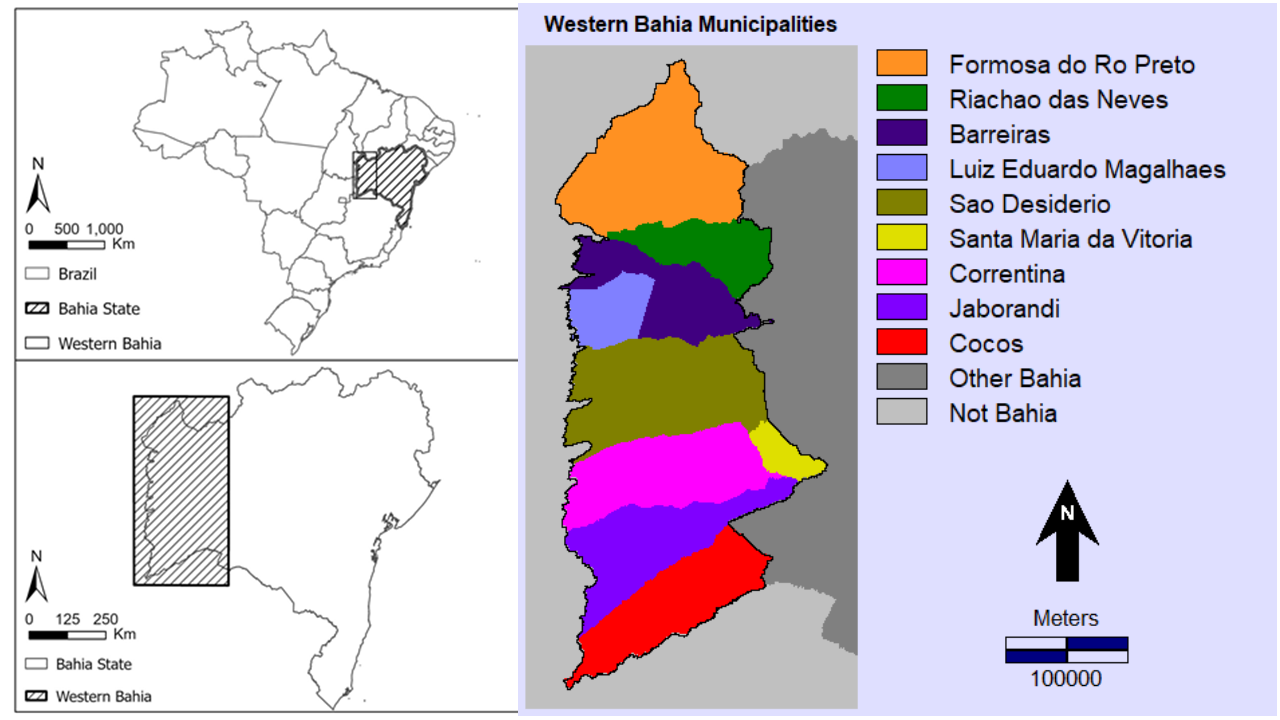 N
0 500 1,000
Km
Brazil
Bahia State
Western Bahia
N
0 125 250
Km
Bahia State
Western Bahia
Western Bahia Municipalities
Formosa do Ro Preto
Riachao das Neves
Barreiras
Luiz Eduardo Magalhaes
Sao Desiderio
Santa Maria da Vitoria
Correntina
Jaborandi
Cocos
Other Bahia
Not Bahia
N
Meters
100000